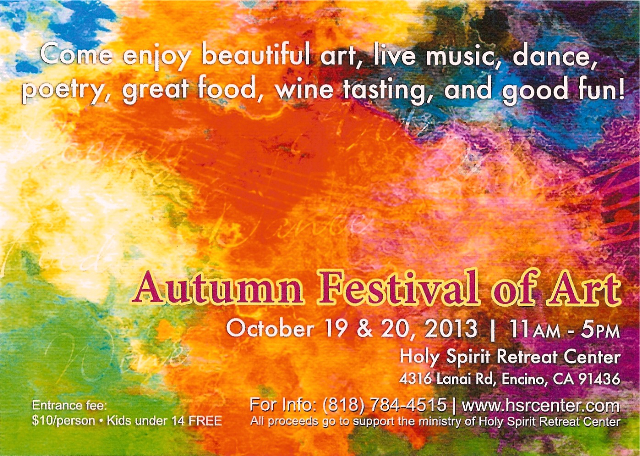 Come enjoy beautiful art, live music, dance,
poetry, great food, wine tasting, and good fun!
Autumn Festival of Art
October 19 & 20, 2013 | 11AM - 5PM
Holy Spirit Retreat Center
4316 Lanai Rd, Encino, CA 91436
Entrance fee:
$10/person • Kids under 14 FREE
For Info: (818) 784-4515 | www.hsrcenter.com
All proceeds go to support the ministry of Holy Spirit Retreat Center